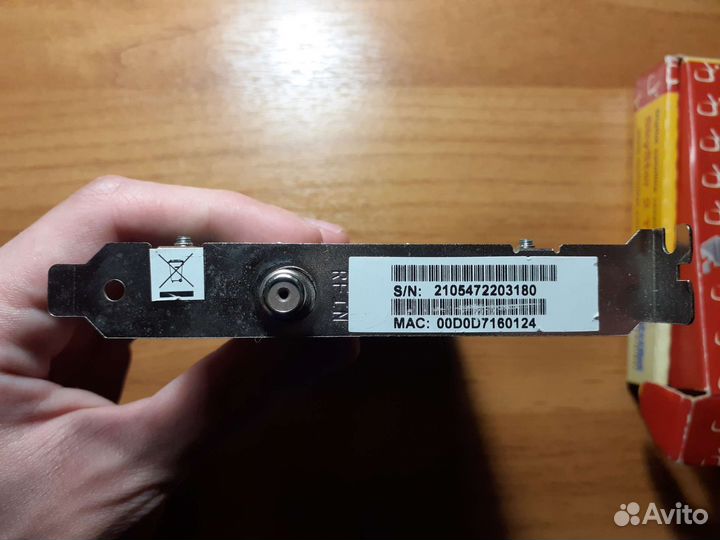 RF-IN
S/N: 2105472203180
MAC: 00D0D7160124
Avito